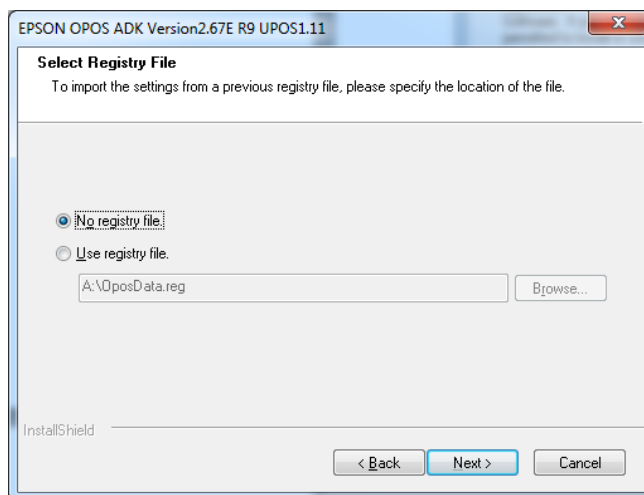 EPSON OPOS ADK Version2.67E R9 UPOS1.11
Select Registry File
To import the settings from a previous registry file, please specify the location of the file.
No registry file.
Use registry file.
A:\OposData.reg
Browse...
InstallShield
< Back
Next >
Cancel